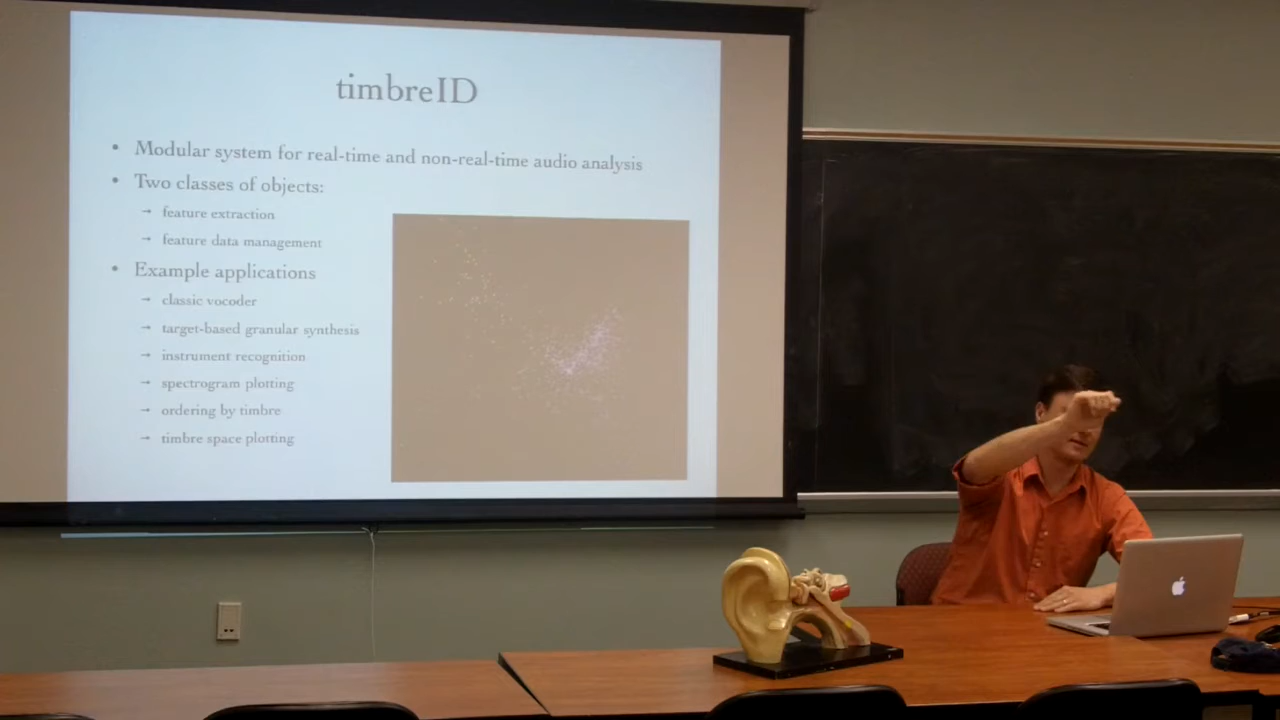 timbreID
• Modular system for real-time and non-real-time audio analysis
• Two classes of objects:
→ feature extraction
→ feature data management
• Example applications
→ classic vocoder
→ target-based granular synthesis
→ instrument recognition
→ spectrogram plotting
→ ordering by timbre
→ timbre space plotting